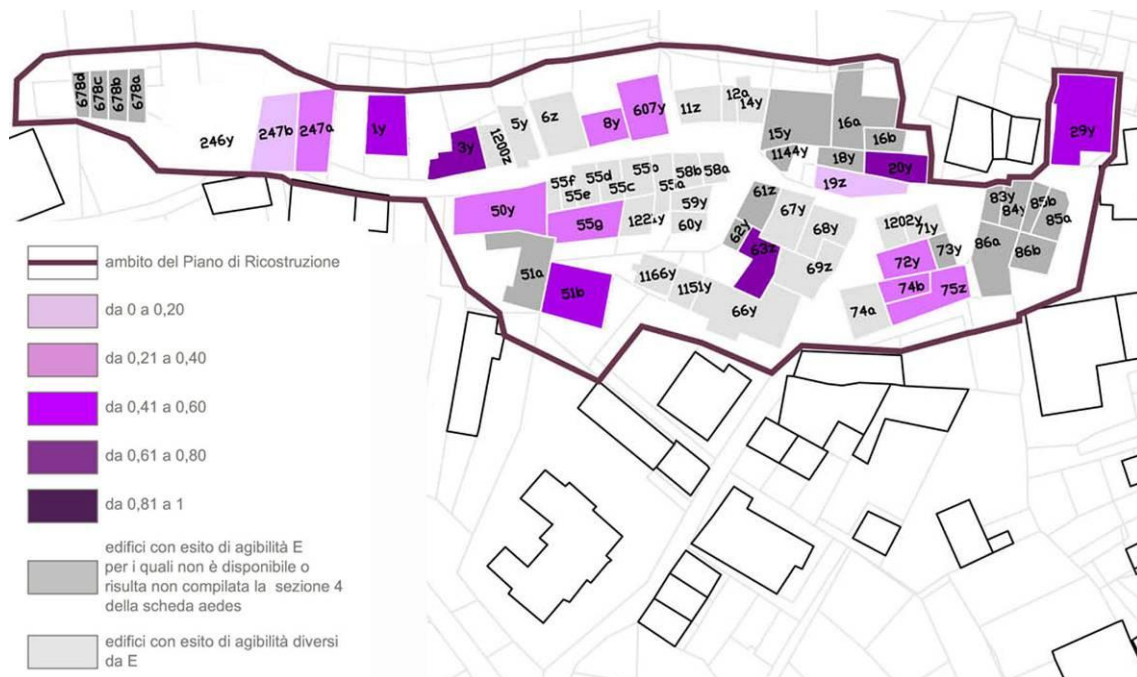 678d
678c
678b
678a
246y
247b
247a
1y
3y
1200z
5y
6z
8y
607y
11z
12a
14y
15y
1144y
16a
16b
18y
20y
19z
29y
50y
55f
55e
55d
55c
55g
58b
58a
59y
60y
51a
51b
61z
62y
63z
67y
68y
69z
66y
1166y
1151y
1202y
71y
72y
73y
74b
74a
75z
83y
84y
85b
85a
86a
86b
ambito del Piano di Ricostruzione
da 0 a 0,20
da 0,21 a 0,40
da 0,41 a 0,60
da 0,61 a 0,80
da 0,81 a 1
edifici con esito di agibilità E
per i quali non è disponibile o
risulta non compilata la sezione 4
della scheda aedes
edifici con esito di agibilità diversi
da E